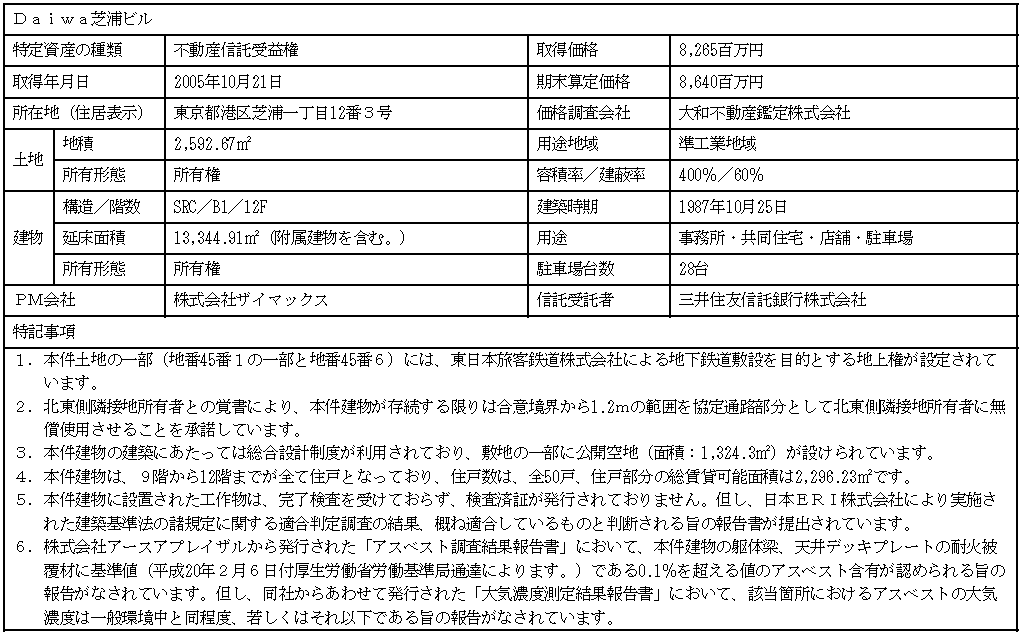 Ｄａｉｗａ芝浦ビル
特定資産の種類 不動産信託受益権 取得価格 8,265百万円
取得年月日 2005年10月21日 期末算定価格 8,640百万円
所在地（住居表示） 東京都港区芝浦一丁目12番３号 価格調査会社 大和不動産鑑定株式会社
土地 地積 2,592.67㎡ 用途地域 準工業地域
所有形態 所有権 容積率／建蔽率 400％／60％
建物 構造／階数 SRC／B1／12F 建築時期 1987年10月25日
延床面積 13,344.91㎡（附属建物を含む。） 用途 事務所・共同住宅・店舗・駐車場
所有形態 所有権 駐車場台数 28台
ＰＭ会社 株式会社ザイマックス 信託受託者 三井住友信託銀行株式会社
特記事項
１．本件土地の一部（地番45番１の一部と地番45番６）には、東日本旅客鉄道株式会社による地下鉄道敷設を目的とする地上権が設定されて
います。
２．北東側隣接地所有者との覚書により、本件建物が存続する限りは合意境界から1.2mの範囲を協定通路部分として北東側隣接地所有者に無
償使用させることを承諾しています。
３．本件建物の建築にあたっては総合設計制度が利用されており、敷地の一部に公開空地（面積：1,324.3㎡）が設けられています。
４．本件建物は、９階から12階までが全て住戸となっており、住戸数は、全50戸、住戸部分の総賃貸可能面積は2,296.23㎡です。
５．本件建物に設置された工作物は、完了検査を受けておらず、検査済証が発行されておりません。但し、日本ＥＲＩ株式会社により実施さ
れた建築基準法の諸規定に関する適合判定調査の結果、概ね適合しているものと判断される旨の報告書が提出されています。
６．株式会社アースアプレイザルから発行された「アスベスト調査結果報告書」において、本件建物の躯体梁、天井デッキプレートの耐火被
覆材に基準値（平成20年２月６日付厚生労働省労働基準局通達によります。）である0.1％を超える値のアスベスト含有が認められる旨の
報告がなされています。但し、同社からあわせて発行された「大気濃度測定結果報告書」において、該当箇所におけるアスベストの大気
濃度は一般環境中と同程度、若しくはそれ以下である旨の報告がなされています。